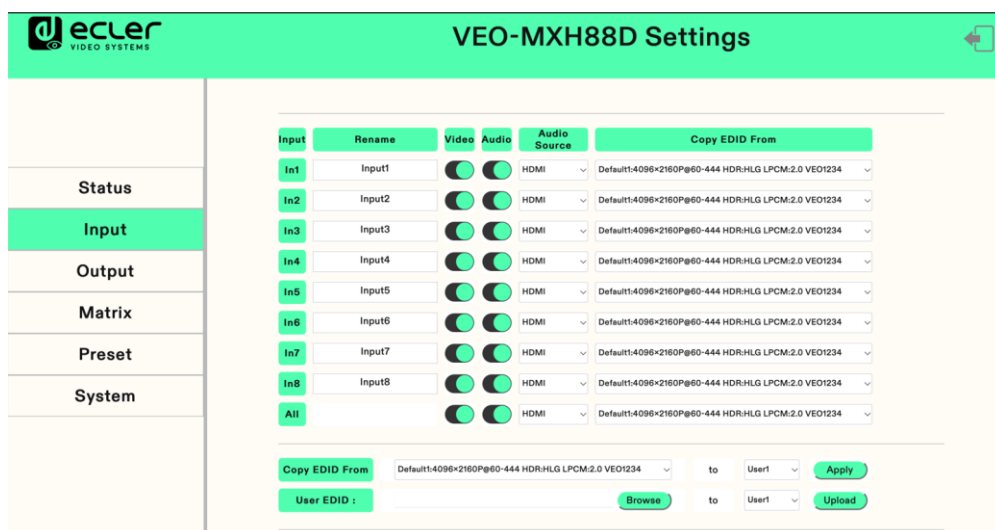 ecler
VIDEO SYSTEMS
VEO-MXH88D Settings
Status
Input
Output
Matrix
Preset
System
Input Rename Video Audio Audio Source Copy EDID From
In1 Input1 HDMI Default1:4096×2160P@60-444 HDR:HLG LPCM:2.0 VEO1234
In2 Input2 HDMI Default1:4096×2160P@60-444 HDR:HLG LPCM:2.0 VEO1234
In3 Input3 HDMI Default1:4096×2160P@60-444 HDR:HLG LPCM:2.0 VEO1234
In4 Input4 HDMI Default1:4096×2160P@60-444 HDR:HLG LPCM:2.0 VEO1234
In5 Input5 HDMI Default1:4096×2160P@60-444 HDR:HLG LPCM:2.0 VEO1234
In6 Input6 HDMI Default1:4096×2160P@60-444 HDR:HLG LPCM:2.0 VEO1234
In7 Input7 HDMI Default1:4096×2160P@60-444 HDR:HLG LPCM:2.0 VEO1234
In8 Input8 HDMI Default1:4096×2160P@60-444 HDR:HLG LPCM:2.0 VEO1234
All HDMI Default1:4096×2160P@60-444 HDR:HLG LPCM:2.0 VEO1234
Copy EDID From Default1:4096×2160P@60-444 HDR:HLG LPCM:2.0 VEO1234 to User1 Apply
User EDID : Browse to User1 Upload